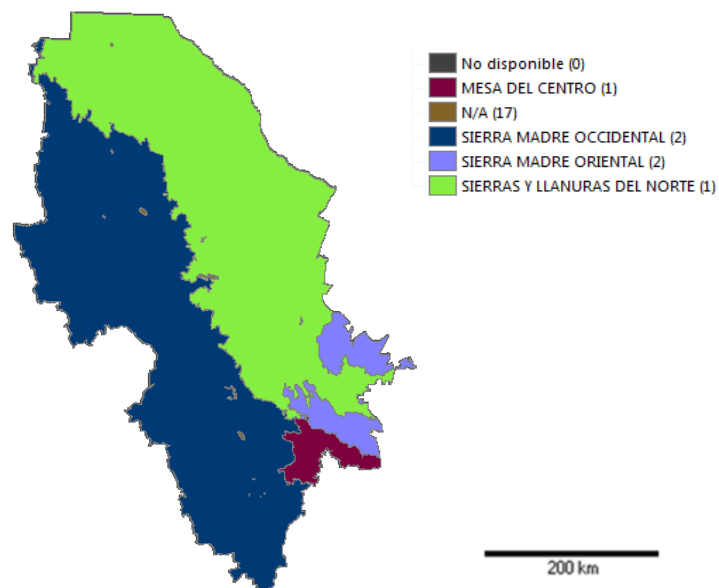 No disponible (0)
MESA DEL CENTRO (1)
N/A (17)
SIERRA MADRE OCCIDENTAL (2)
SIERRA MADRE ORIENTAL (2)
SIERRAS Y LLANURAS DEL NORTE (1)
200 km